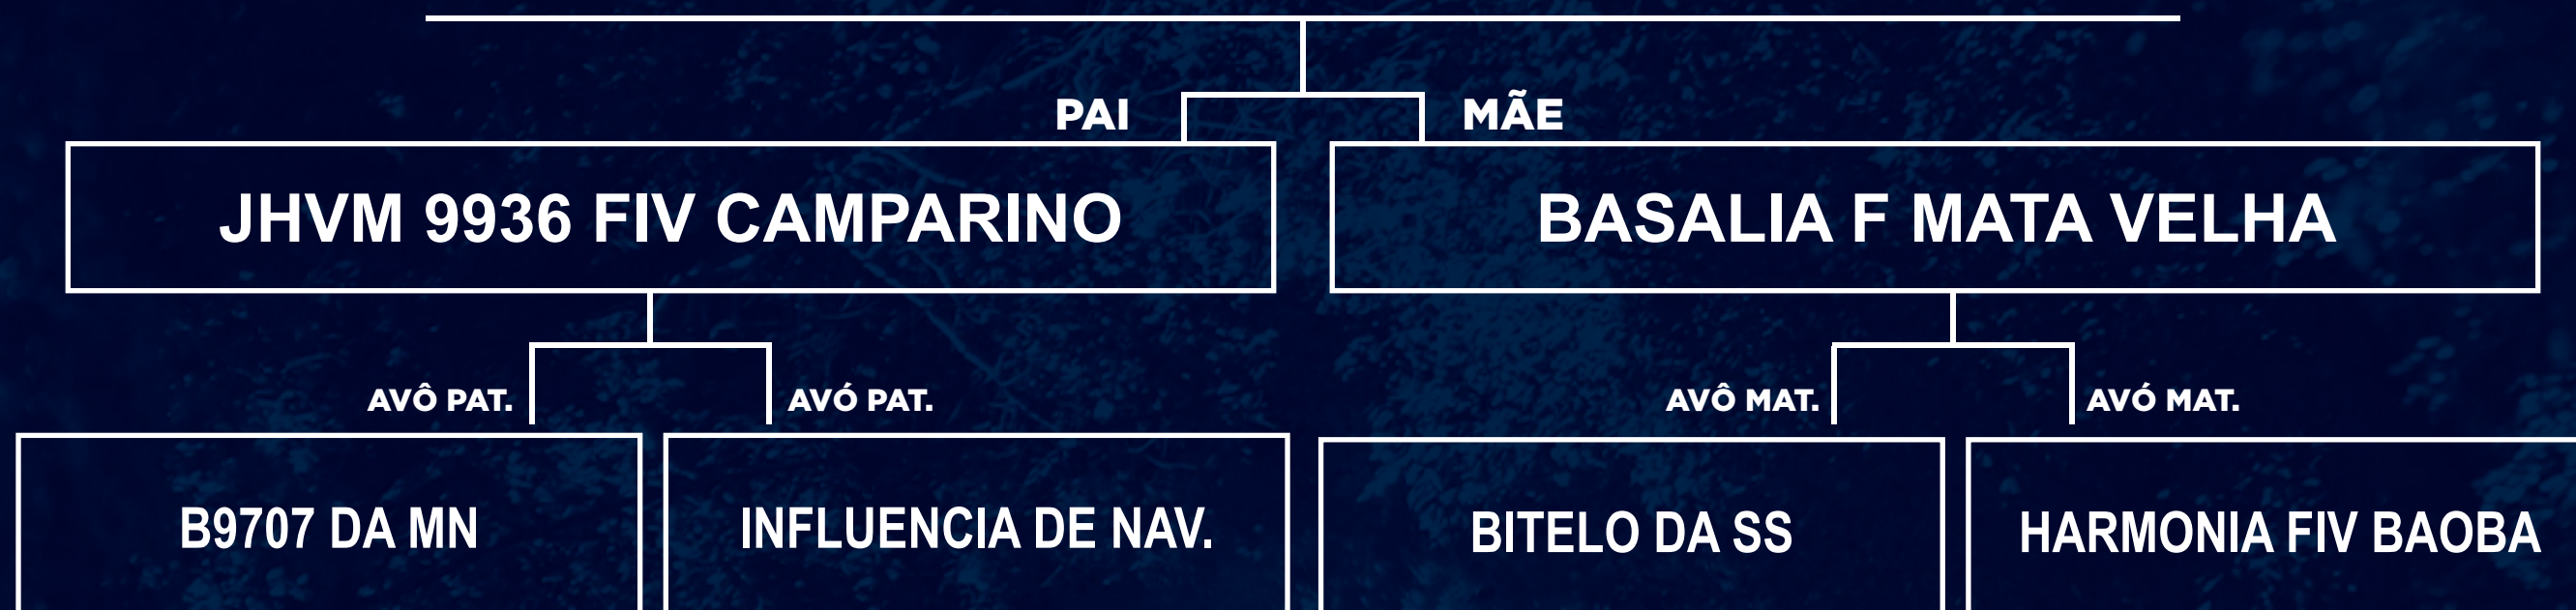 PAI
MÃE
JHVM 9936 FIV CAMPARINO
BASALIA F MATA VELHA
AVÔ PAT.
AVÓ PAT.
AVÔ MAT.
AVÓ MAT.
B9707 DA MN
INFLUENCIA DE NAV.
BITELO DA SS
HARMONIA FIV BAOBA